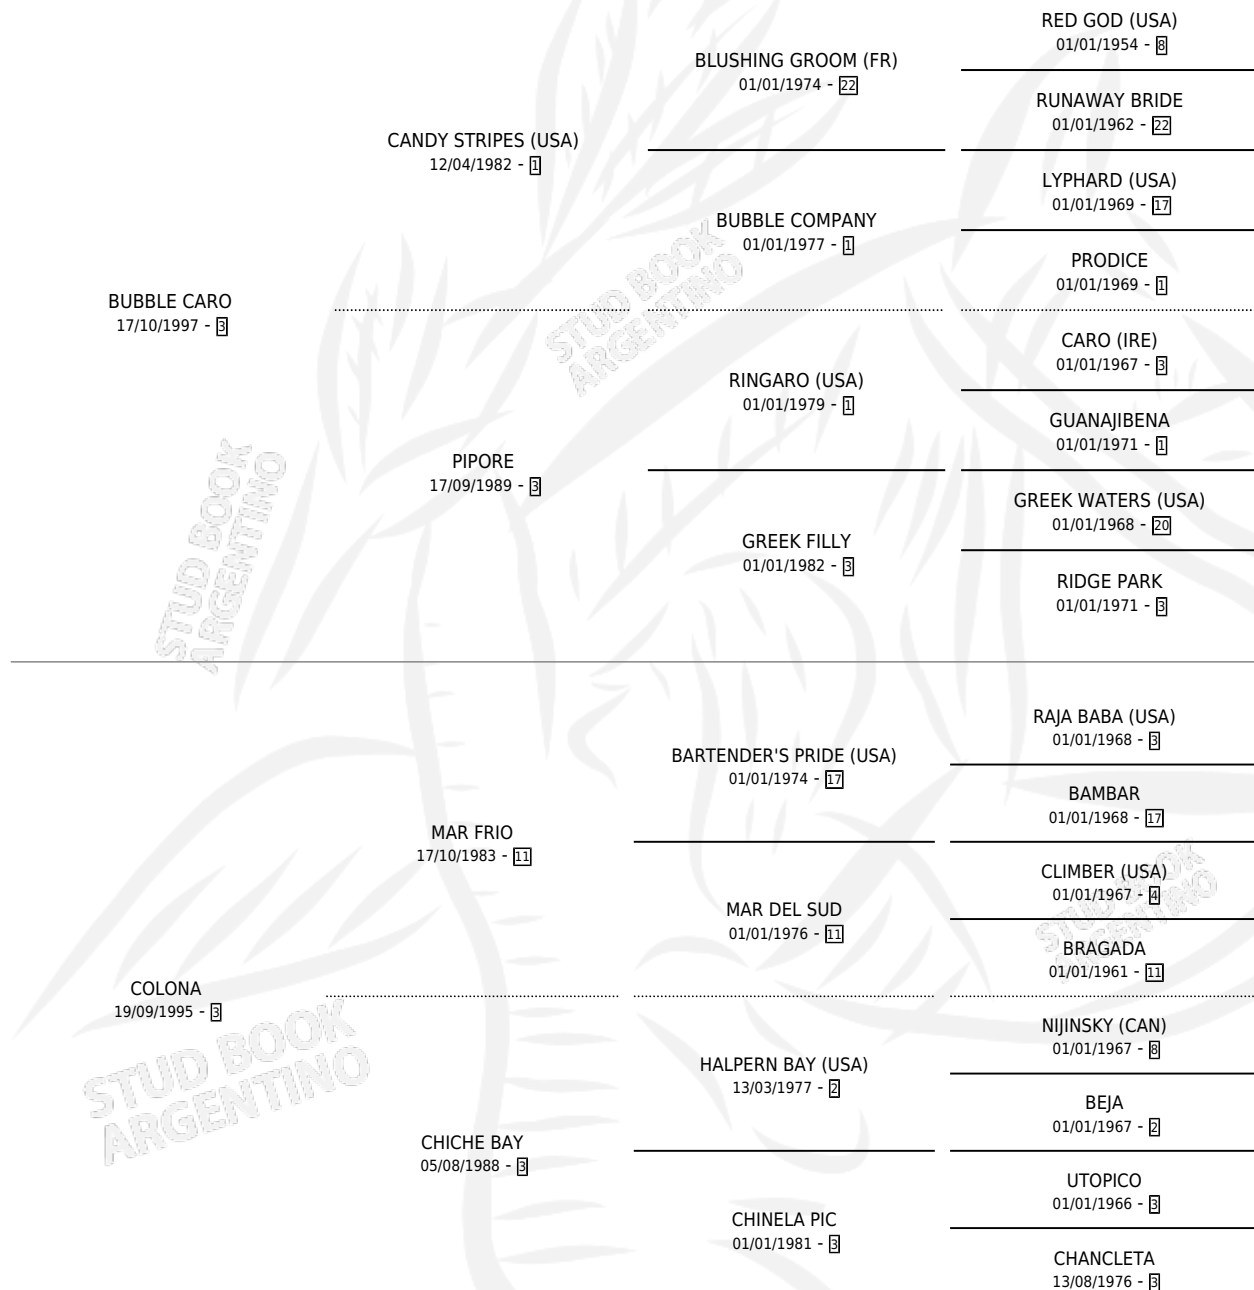 RED GOD (USA)
01/01/1954 - 8
BLUSHING GROOM (FR)
01/01/1974 - 22
RUNAWAY BRIDE
01/01/1962 - 22
CANDY STRIPES (USA)
12/04/1982 - 1
LYPHARD (USA)
01/01/1969 - 17
BUBBLE COMPANY
01/01/1977 - 1
PRODICE
01/01/1969 - 1
BUBBLE CARO
17/10/1997 - 3
STUD BOOK
ARGENTINO
CARO (IRE)
01/01/1967 - 3
RINGARO (USA)
01/01/1979 - 1
GUANAJIBENA
01/01/1971 - 1
PIPORE
17/09/1989 - 3
GREEK WATERS (USA)
01/01/1968 - 20
GREEK FILLY
01/01/1982 - 3
RIDGE PARK
01/01/1971 - 3
STUD BOOK
ARGENTINO
RAJA BABA (USA)
01/01/1968 - 3
BARTENDER'S PRIDE (USA)
01/01/1974 - 17
BAMBAR
01/01/1968 - 17
MAR FRIO
17/10/1983 - 11
CLIMBER (USA)
01/01/1967 - 4
MAR DEL SUD
01/01/1976 - 11
BRAGADA
01/01/1961 - 11
STUD BOOK
ARGENTINO
COLONA
19/09/1995 - 3
STUD BOOK
ARGENTINO
NIJINSKY (CAN)
01/01/1967 - 8
HALPERN BAY (USA)
13/03/1977 - 2
BEJA
01/01/1967 - 2
CHICHE BAY
05/08/1988 - 3
UTOPICO
01/01/1966 - 3
CHINELA PIC
01/01/1981 - 3
CHANCLETA
13/08/1976 - 3